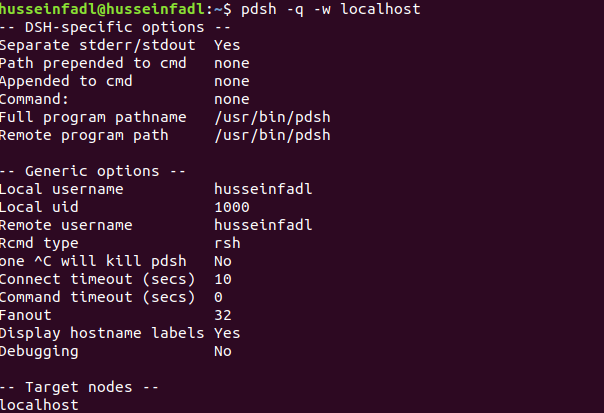 husseinfadl@husseinfadl:~$ pdsh -q -w localhost
-- DSH-specific options --
Separate stderr/stdout  Yes
Path prepended to cmd   none
Appended to cmd         none
Command:                none
Full program pathname   /usr/bin/pdsh
Remote program path     /usr/bin/pdsh

-- Generic options --
Local username          husseinfadl
Local uid               1000
Remote username         husseinfadl
Rcmd type               rsh
one ^C will kill pdsh   No
Connect timeout (secs)  10
Command timeout (secs)  0
Fanout                  32
Display hostname labels Yes
Debugging               No

-- Target nodes --
localhost